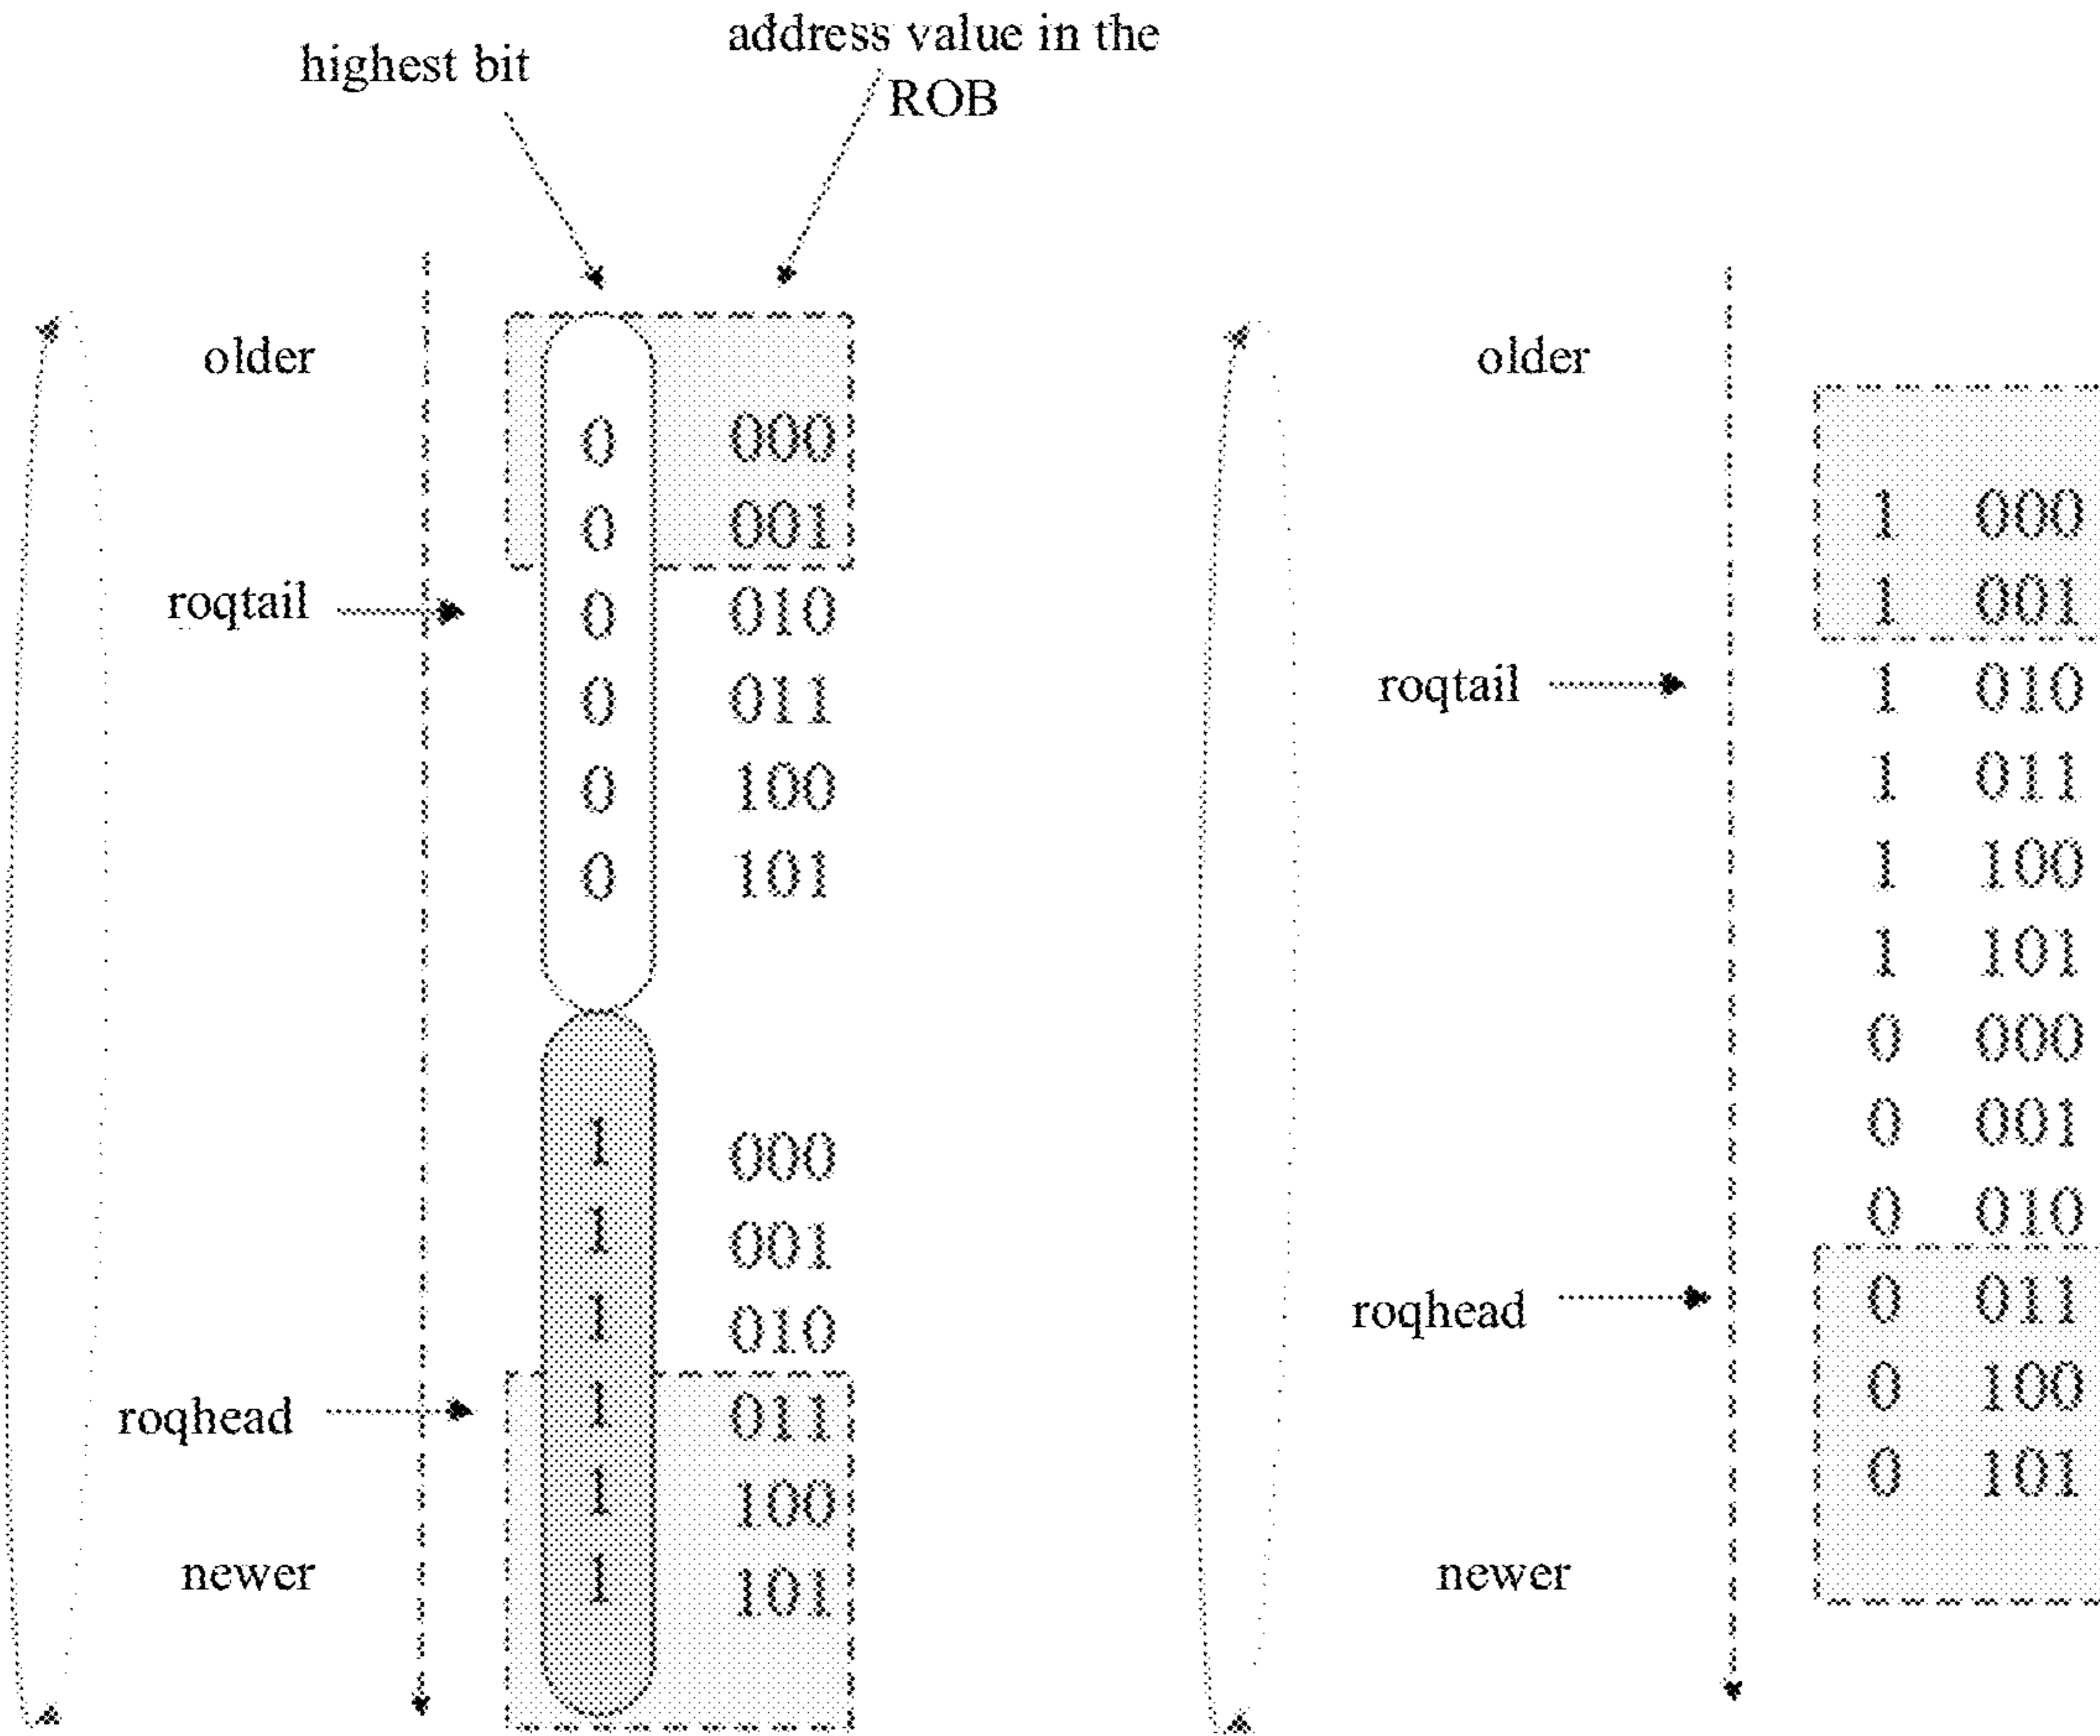 highest bit
address value in the
ROB
older
0 000
0 001
roqtail
0 010
0 011
0 100
0 101
1 000
1 001
1 010
roqhead
1 011
1 100
newer
1 101
older
1 000
1 001
roqtail
1 010
1 011
1 100
1 101
0 000
0 001
0 010
roqhead
0 011
0 100
0 101
newer